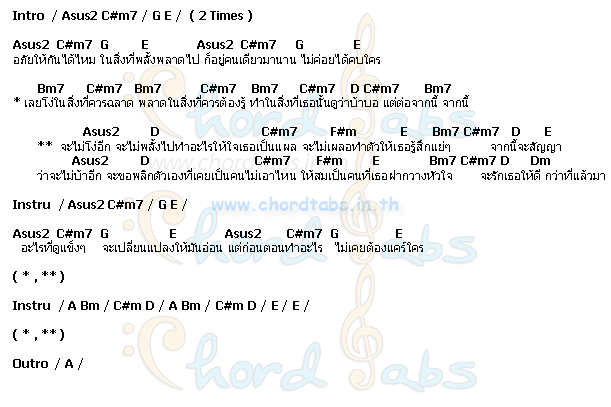 Intro / Asus2 C#m7 / G E / ( 2 Times )
Asus2 C#m7 G E Asus2 C#m7 G E
อภัยให้กันได้ไหม ในสิ่งที่พลั้งพลาดไป ก็อยู่คนเดียวมานาน ไม่ค่อยได้คบใคร
Bm7 C#m7 Bm7 C#m7 Bm7 C#m7 D C#m7 Bm7
* เลยโง่ในสิ่งที่ควรฉลาด พลาดในสิ่งที่ควรต้องรู้ ทำในสิ่งที่เธอนั้นดูว่าบ้าบอ แต่ต่อจากนี้ จากนี้
Asus2 D C#m7 F#m E Bm7 C#m7 D E
** จะไม่โง่อีก จะไม่พลั้งไปทำอะไรให้ใจเธอเป็นแผล จะไม่เผลอทำตัวให้เธอรู้สึกแย่ๆ จากนี้จะสัญญา
Asus2 D C#m7 F#m E Bm7 C#m7 D Dm
ว่าจะไม่บ้าอีก จะขอพลิกตัวเองที่เคยเป็นคนไม่เอาไหน ให้สมเป็นคนที่เธอฝากวางหัวใจ จะรักเธอให้ดี กว่าที่แล้วมา
Instru / Asus2 C#m7 / G E /
www.chordtabs.in.th
Asus2 C#m7 G E Asus2 C#m7 G E
อะไรที่ดูแข็งๆ จะเปลี่ยนแปลงให้มันอ่อน แต่ก่อนตอนทำอะไร ไม่เคยต้องแคร์ใคร
( * , ** )
Instru / A Bm / C#m D / A Bm / C#m D / E / E /
( * , ** )
Outro / A /
Chord Tabs